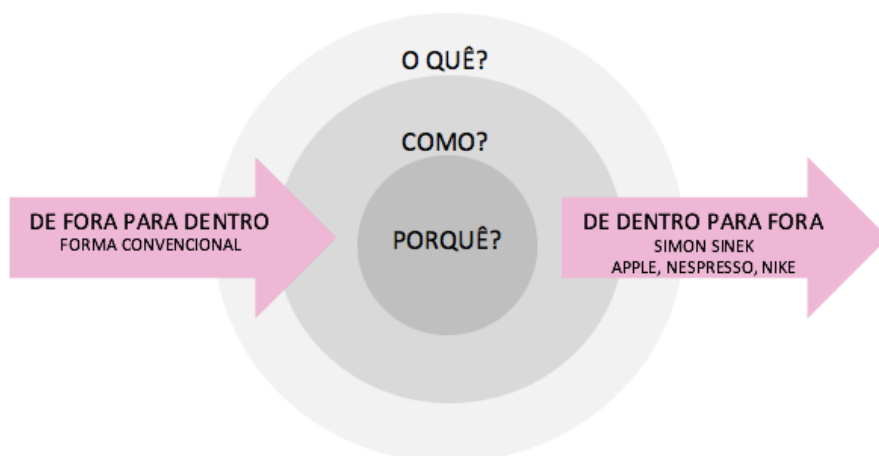 O QUÊ?
COMO?
DE FORA PARA DENTRO
FORMA CONVENCIONAL
PORQUÊ?
DE DENTRO PARA FORA
SIMON SINEK
APPLE, NESPRESSO, NIKE